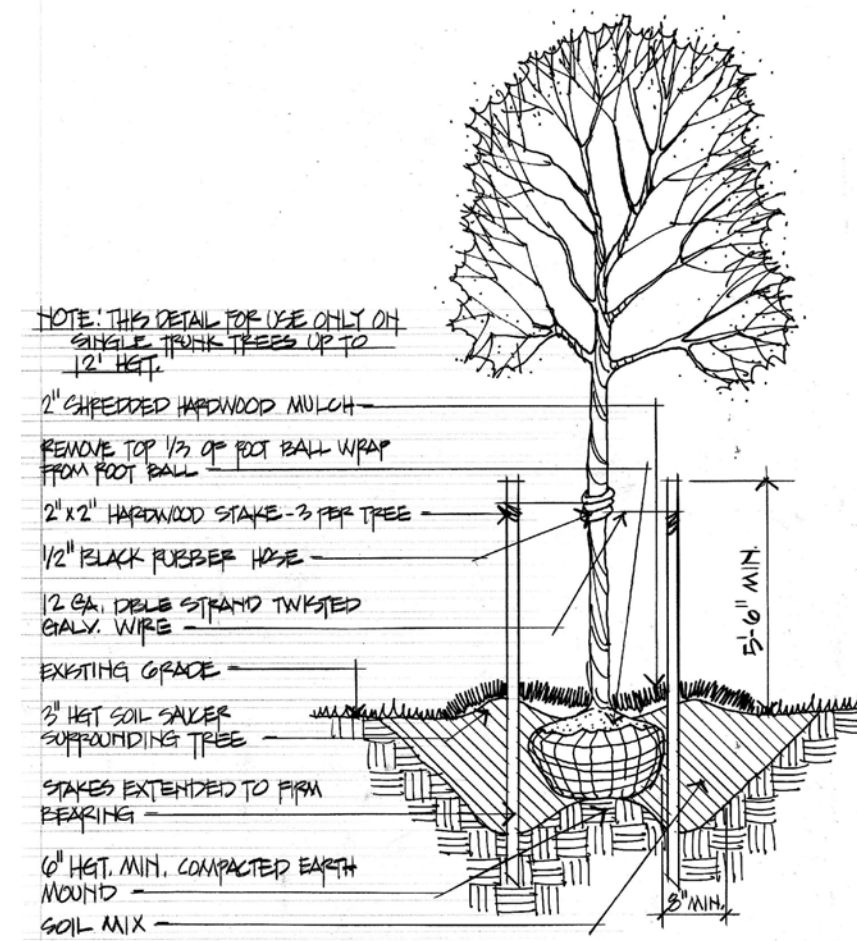 NOTE: THIS DETAIL FOR USE ONLY ON
SINGLE TRUNK TREES UP TO
12' HGT.
2" SHREDDED HARDWOOD MULCH
REMOVE TOP 1/3 OF ROOT BALL WRAP
FROM ROOT BALL
2" X 2" HARDWOOD STAKE - 3 PER TREE
1/2" BLACK RUBBER HOSE
12 GA. DBLE STRAND TWISTED
GALV. WIRE
EXISTING GRADE
3" HGT SOIL SAUCER
SURROUNDING TREE
STAKES EXTENDED TO FIRM
BEARING
6" HGT. MIN. COMPACTED EARTH
MOUND
SOIL MIX
5'-6" MIN.
8" MIN.